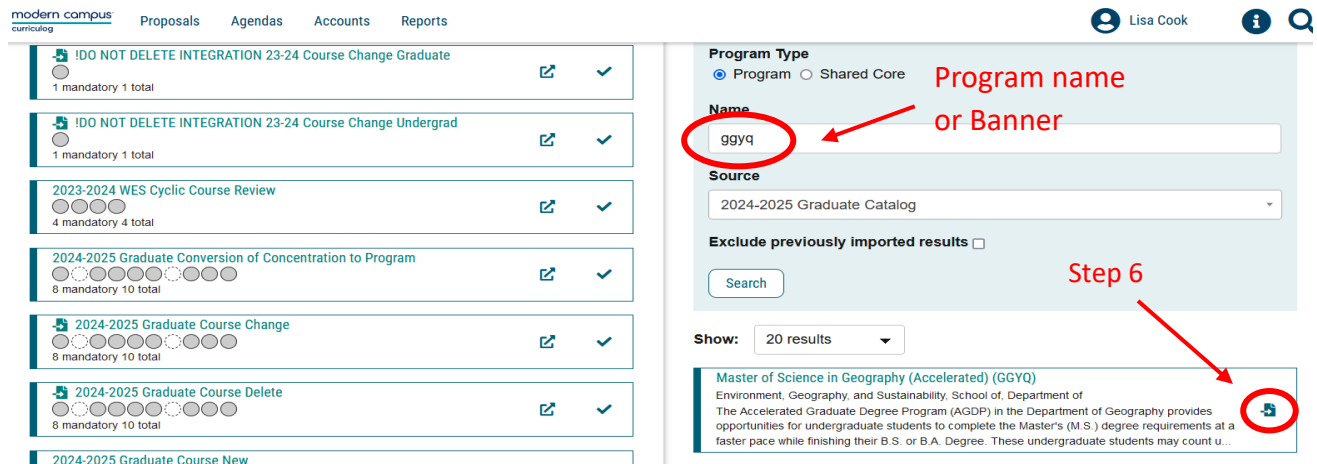 modern campus
curriculog
Proposals Agendas Accounts Reports
Lisa Cook
!DO NOT DELETE INTEGRATION 23-24 Course Change Graduate
1 mandatory 1 total
!DO NOT DELETE INTEGRATION 23-24 Course Change Undergrad
1 mandatory 1 total
2023-2024 WES Cyclic Course Review
4 mandatory 4 total
2024-2025 Graduate Conversion of Concentration to Program
8 mandatory 10 total
2024-2025 Graduate Course Change
8 mandatory 10 total
2024-2025 Graduate Course Delete
8 mandatory 10 total
2024-2025 Graduate Course New
Program Type
Program Shared Core
Program name
or Banner
Name
ggyq
Source
2024-2025 Graduate Catalog
Exclude previously imported results
Search
Step 6
Show: 20 results
Master of Science in Geography (Accelerated) (GGYQ)
Environment, Geography, and Sustainability, School of, Department of
The Accelerated Graduate Degree Program (AGDP) in the Department of Geography provides
opportunities for undergraduate students to complete the Master's (M.S.) degree requirements at a
faster pace while finishing their B.S. or B.A. Degree. These undergraduate students may count u...